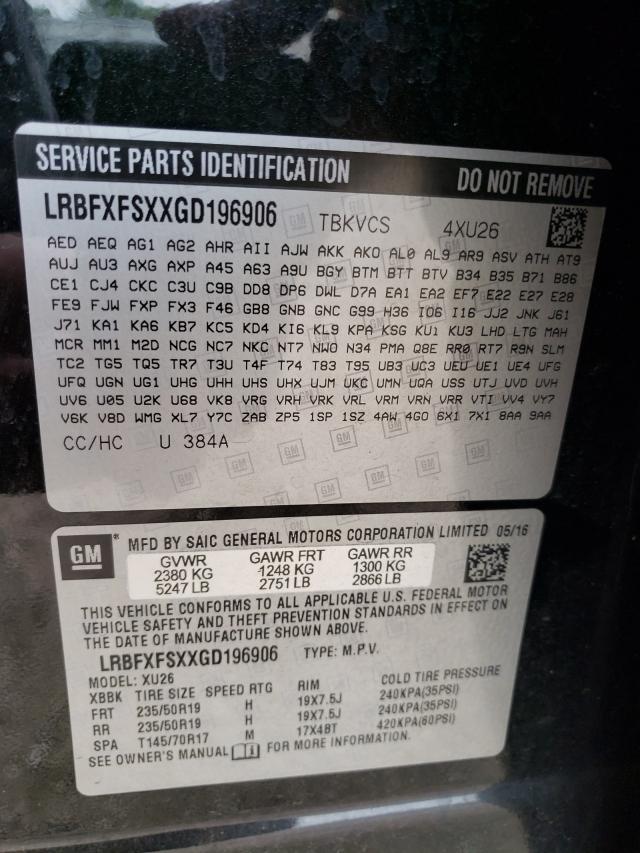 SERVICE PARTS IDENTIFICATION DO NOT REMOVE
LRBFXFSXXGD196906 TBKVCS 4XU26
AED AEQ AG1 AG2 AHR AII AJW AKK AKO AL0 AL9 AR9 ASV ATH AT9
AUJ AU3 AXG AXP A45 A63 A9U BGY BTM BTT BTV B34 B35 B71 B86
CE1 CJ4 CKC C3U C9B DD8 DP6 DWL D7A EA1 EA2 EF7 E22 E27 E28
FE9 FJW FXP FX3 F46 GB8 GNB GNC G99 H36 IO6 I16 JJ2 JNK J61
J71 KA1 KA6 KB7 KC5 KD4 KI6 KL9 KPA KSG KU1 KU3 LHD LTG MAH
MCR MM1 M2D NCG NC7 NKC NT7 NWO N34 PMA Q8E RR0 RT7 R9N SLM
TC2 TG5 TQ5 TR7 T3U T4F T74 T83 T95 UB3 UC3 UEU UE1 UE4 UFG
UFQ UGN UG1 UHG UHH UHS UHX UJM UKC UMN UQA USS UTJ UVD UVH
UV6 U05 U2K U68 VK8 VRG VRH VRK VRL VRM VRN VRR VTI VV4 VY7
V6K V8D WMG XL7 Y7C ZAB ZP5 1SP 1SZ 4AW 4G0 6X1 7X1 8AA 9AA
CC/HC U 384A
GM® MFD BY SAIC GENERAL MOTORS CORPORATION LIMITED 05/16
GVWR GAWR FRT GAWR RR
2380 KG 1248 KG 1300 KG
5247 LB 2751 LB 2866 LB
THIS VEHICLE CONFORMS TO ALL APPLICABLE U.S. FEDERAL MOTOR
VEHICLE SAFETY AND THEFT PREVENTION STANDARDS IN EFFECT ON
THE DATE OF MANUFACTURE SHOWN ABOVE.
LRBFXFSXXGD196906 TYPE: M.P.V.
MODEL: XU26
XBBK TIRE SIZE SPEED RTG RIM COLD TIRE PRESSURE
FRT 235/50R19 H 19X7.5J 240KPA(35PSI)
RR 235/50R19 H 19X7.5J 240KPA(35PSI)
SPA T145/70R17 M 17X4BT 420KPA(60PSI)
SEE OWNER'S MANUAL FOR MORE INFORMATION.